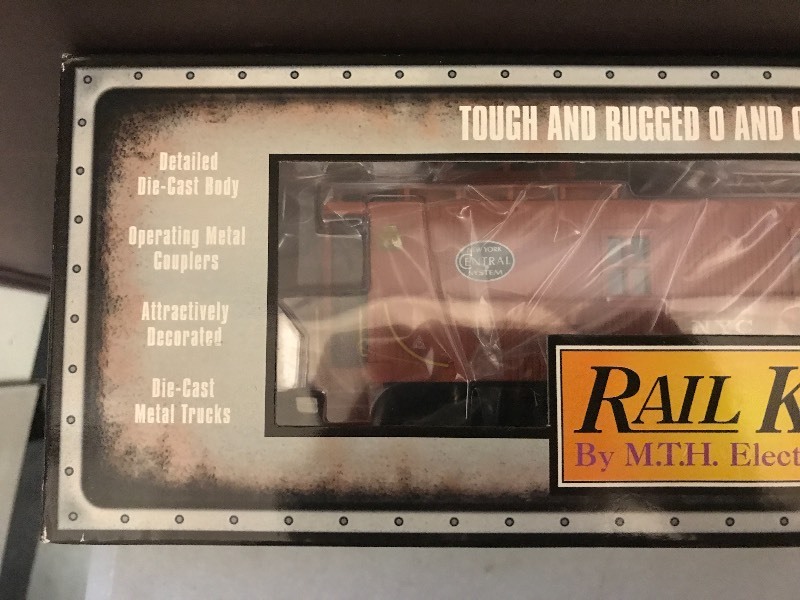 TOUGH AND RUGGED O AND
Detailed
Die-Cast Body
Operating Metal
Couplers
Attractively
Decorated
Die-Cast
Metal Trucks
NEW YORK
CENTRAL
SYSTEM
NYC
RAIL K
By M.T.H. Elect